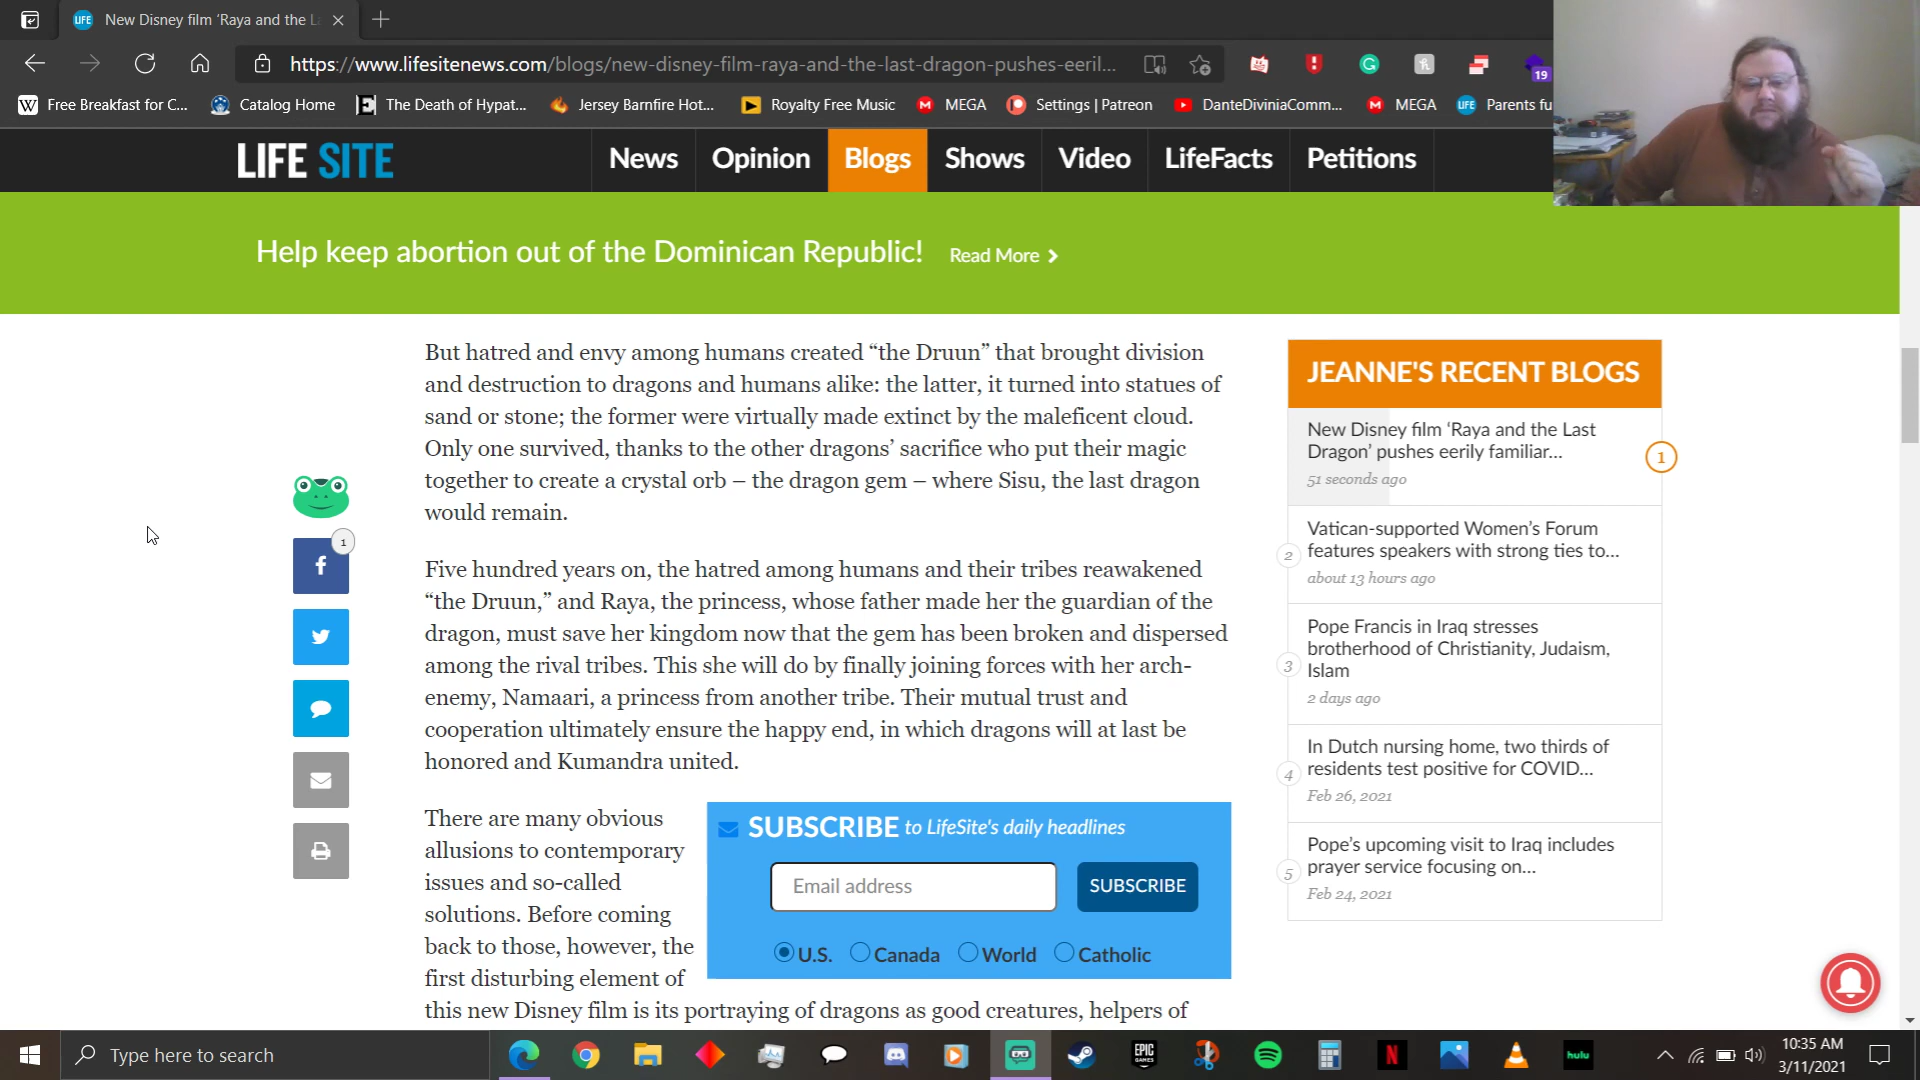 New Disney film ‘Raya and the L
https://www.lifesitenews.com/blogs/new-disney-film-raya-and-the-last-dragon-pushes-eeril...
19
Free Breakfast for C...
Catalog Home
The Death of Hypat...
Jersey Barnfire Hot...
Royalty Free Music
MEGA
Settings | Patreon
DanteDiviniaComm...
MEGA
LIFE
Parents fu
LIFE SITE
News
Opinion
Blogs
Shows
Video
LifeFacts
Petitions
Help keep abortion out of the Dominican Republic! Read More
But hatred and envy among humans created “the Druun” that brought division
and destruction to dragons and humans alike: the latter, it turned into statues of
sand or stone; the former were virtually made extinct by the maleficent cloud.
Only one survived, thanks to the other dragons’ sacrifice who put their magic
together to create a crystal orb – the dragon gem – where Sisu, the last dragon
would remain.
Five hundred years on, the hatred among humans and their tribes reawakened
“the Druun,” and Raya, the princess, whose father made her the guardian of the
dragon, must save her kingdom now that the gem has been broken and dispersed
among the rival tribes. This she will do by finally joining forces with her arch-
enemy, Namaari, a princess from another tribe. Their mutual trust and
cooperation ultimately ensure the happy end, in which dragons will at last be
honored and Kumandra united.
There are many obvious
allusions to contemporary
issues and so-called
solutions. Before coming
back to those, however, the
first disturbing element of
this new Disney film is its portraying of dragons as good creatures, helpers of
1
SUBSCRIBE to LifeSite's daily headlines
Email address
SUBSCRIBE
U.S.
Canada
World
Catholic
JEANNE'S RECENT BLOGS
New Disney film ‘Raya and the Last
Dragon’ pushes eerily familiar...
51 seconds ago
1
Vatican-supported Women’s Forum
features speakers with strong ties to...
about 13 hours ago
2
Pope Francis in Iraq stresses
brotherhood of Christianity, Judaism,
Islam
2 days ago
3
In Dutch nursing home, two thirds of
residents test positive for COVID...
Feb 26, 2021
4
Pope’s upcoming visit to Iraq includes
prayer service focusing on...
Feb 24, 2021
5
Type here to search
EPIC
GAMES
hulu
10:35 AM
3/11/2021